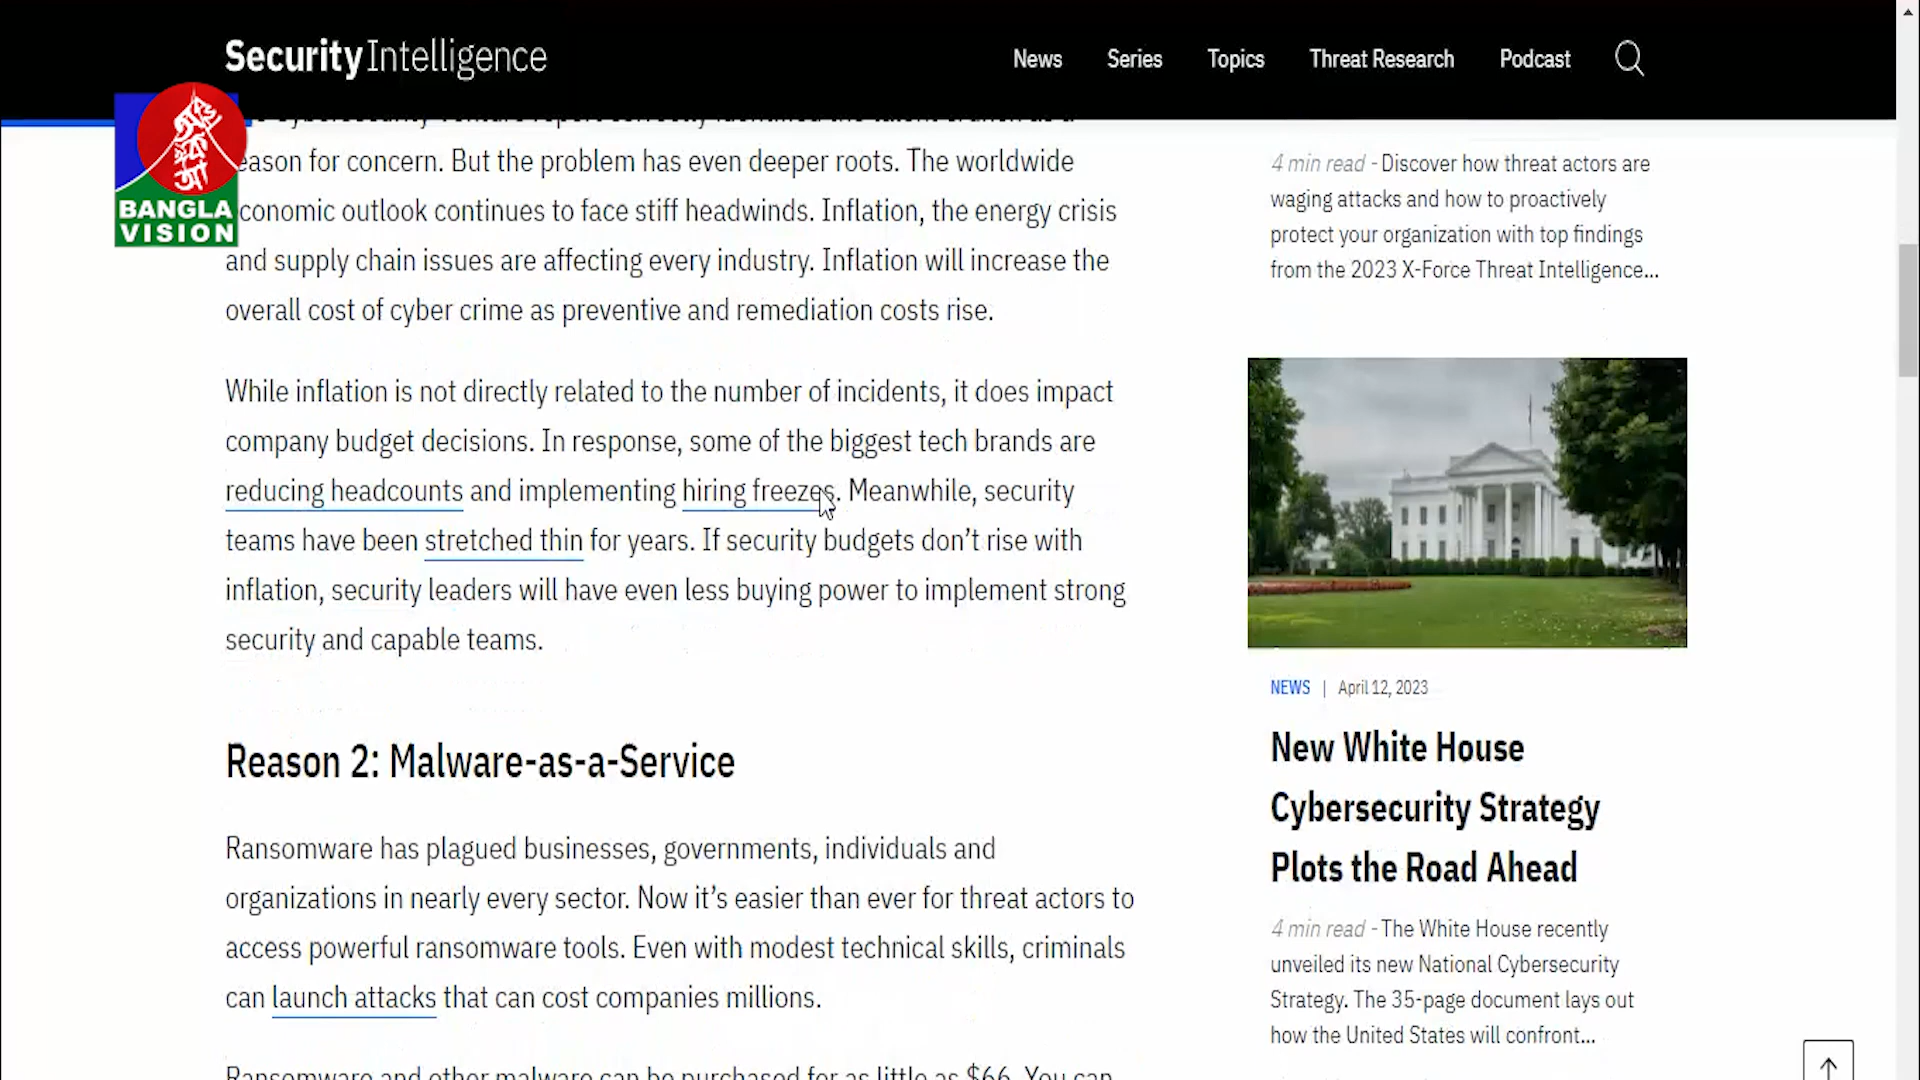 Security Intelligence
News Series Topics Threat Research Podcast
BANGLA
VISION
eason for concern. But the problem has even deeper roots. The worldwide
conomic outlook continues to face stiff headwinds. Inflation, the energy crisis
and supply chain issues are affecting every industry. Inflation will increase the
overall cost of cyber crime as preventive and remediation costs rise.
While inflation is not directly related to the number of incidents, it does impact
company budget decisions. In response, some of the biggest tech brands are
reducing headcounts and implementing hiring freezes. Meanwhile, security
teams have been stretched thin for years. If security budgets don’t rise with
inflation, security leaders will have even less buying power to implement strong
security and capable teams.
Reason 2: Malware-as-a-Service
Ransomware has plagued businesses, governments, individuals and
organizations in nearly every sector. Now it’s easier than ever for threat actors to
access powerful ransomware tools. Even with modest technical skills, criminals
can launch attacks that can cost companies millions.
Ransomware and other malware can be purchased for as little as $66. You can
4 min read - Discover how threat actors are
waging attacks and how to proactively
protect your organization with top findings
from the 2023 X-Force Threat Intelligence...
NEWS | April 12, 2023
New White House
Cybersecurity Strategy
Plots the Road Ahead
4 min read - The White House recently
unveiled its new National Cybersecurity
Strategy. The 35-page document lays out
how the United States will confront...